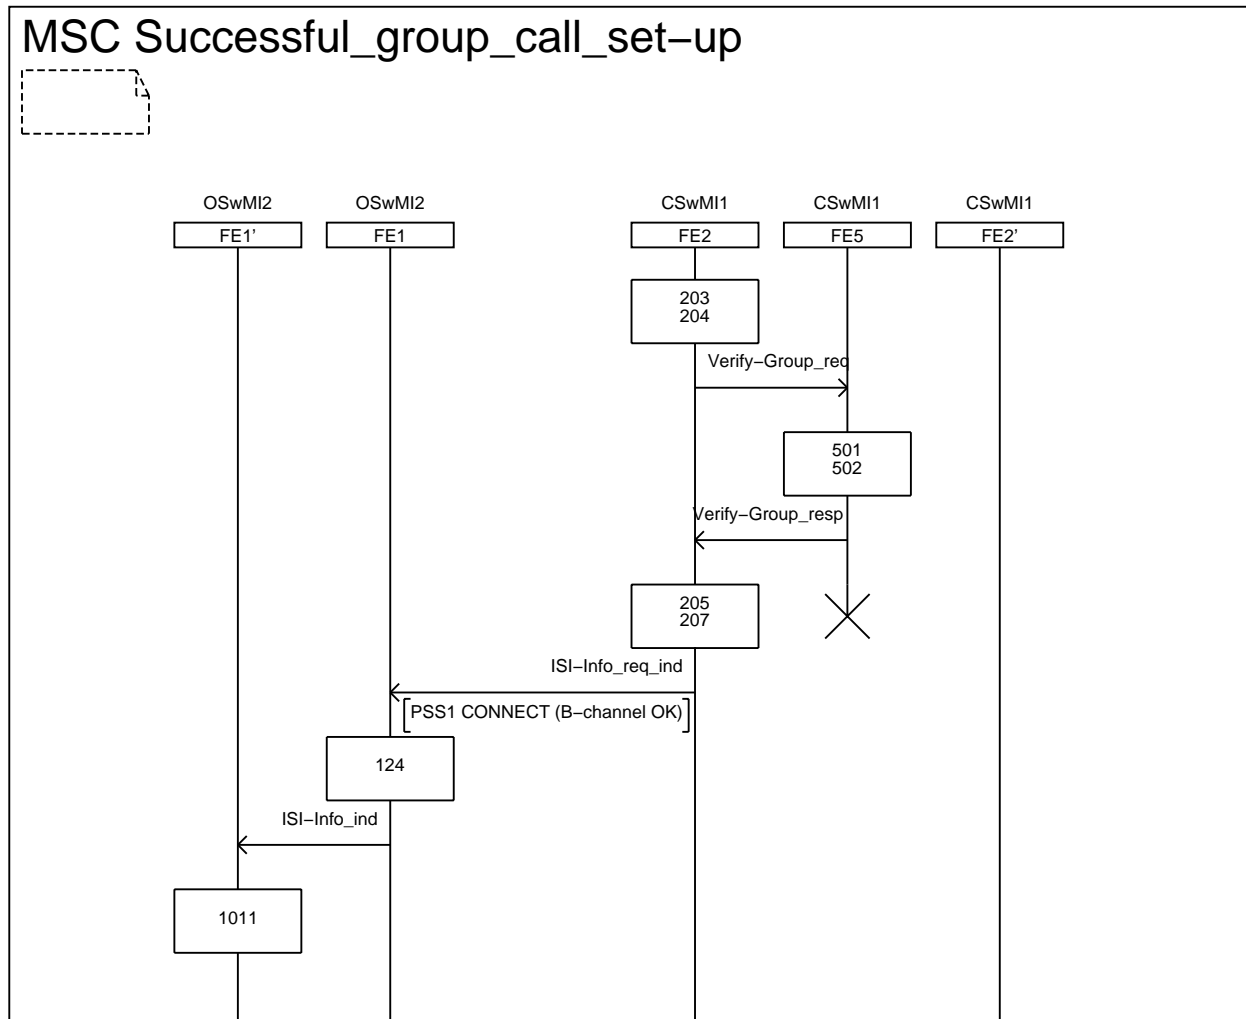 MSC Successful_group_call_set–up
OSwMI2 OSwMI2 CSwMI1 CSwMI1 CSwMI1
FE1' FE1 FE2 FE5 FE2'
203
204
Verify–Group_req
501
502
Verify–Group_resp
205
207
ISI–Info_req_ind
PSS1 CONNECT (B–channel OK)
124
ISI–Info_ind
1011